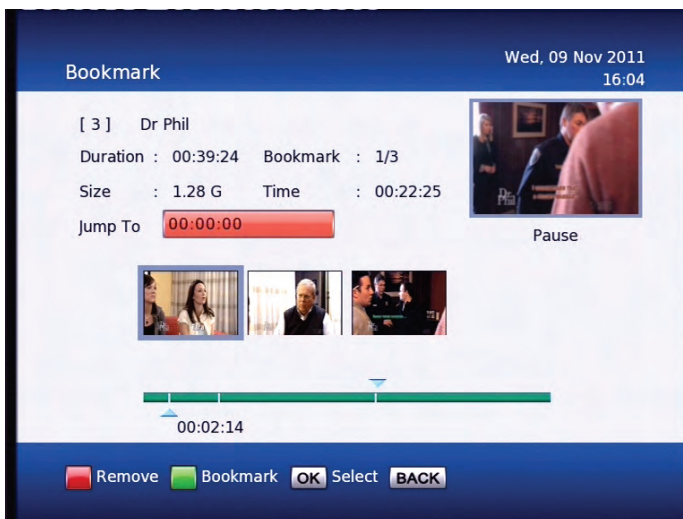 Wed, 09 Nov 2011
Bookmark
16:04
[ 3 ] Dr Phil
Duration : 00:39:24 Bookmark : 1/3
Size : 1.28 G Time : 00:22:25
Jump To 00:00:00
Dr.
Phil
Pause
00:02:14
Remove Bookmark OK Select BACK